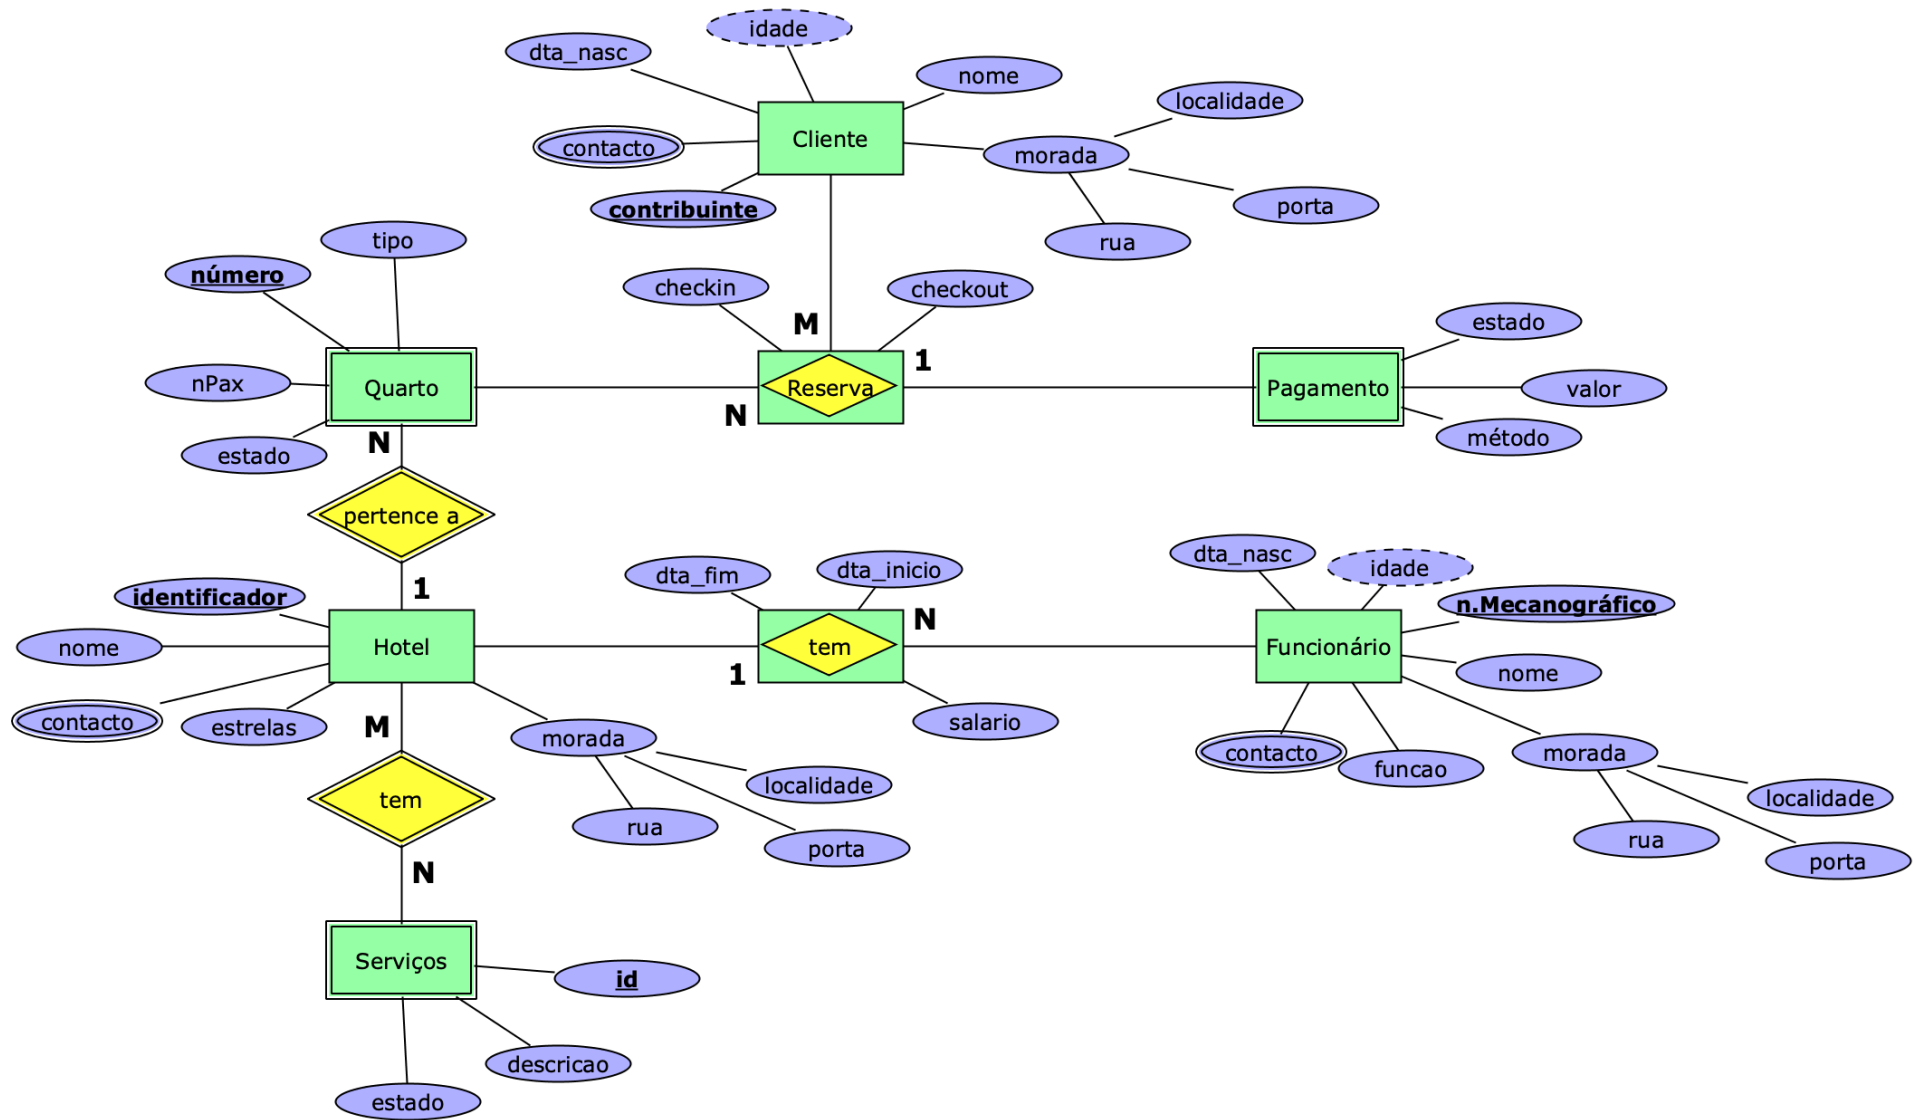 idade
dta_nasc
nome
localidade
Cliente
contacto
morada
contribuinte
porta
tipo
rua
número
checkin
checkout
M
estado
1
nPax
Quarto
Reserva
Pagamento
valor
N
N
método
estado
pertence a
dta_nasc
idade
dta_fim
dta_inicio
1
identificador
n.Mecanográfico
N
nome
Hotel
tem
Funcionário
1
nome
contacto
estrelas
M
morada
salario
contacto
funcao
morada
localidade
localidade
tem
rua
porta
rua
porta
N
Serviços
id
descricao
estado